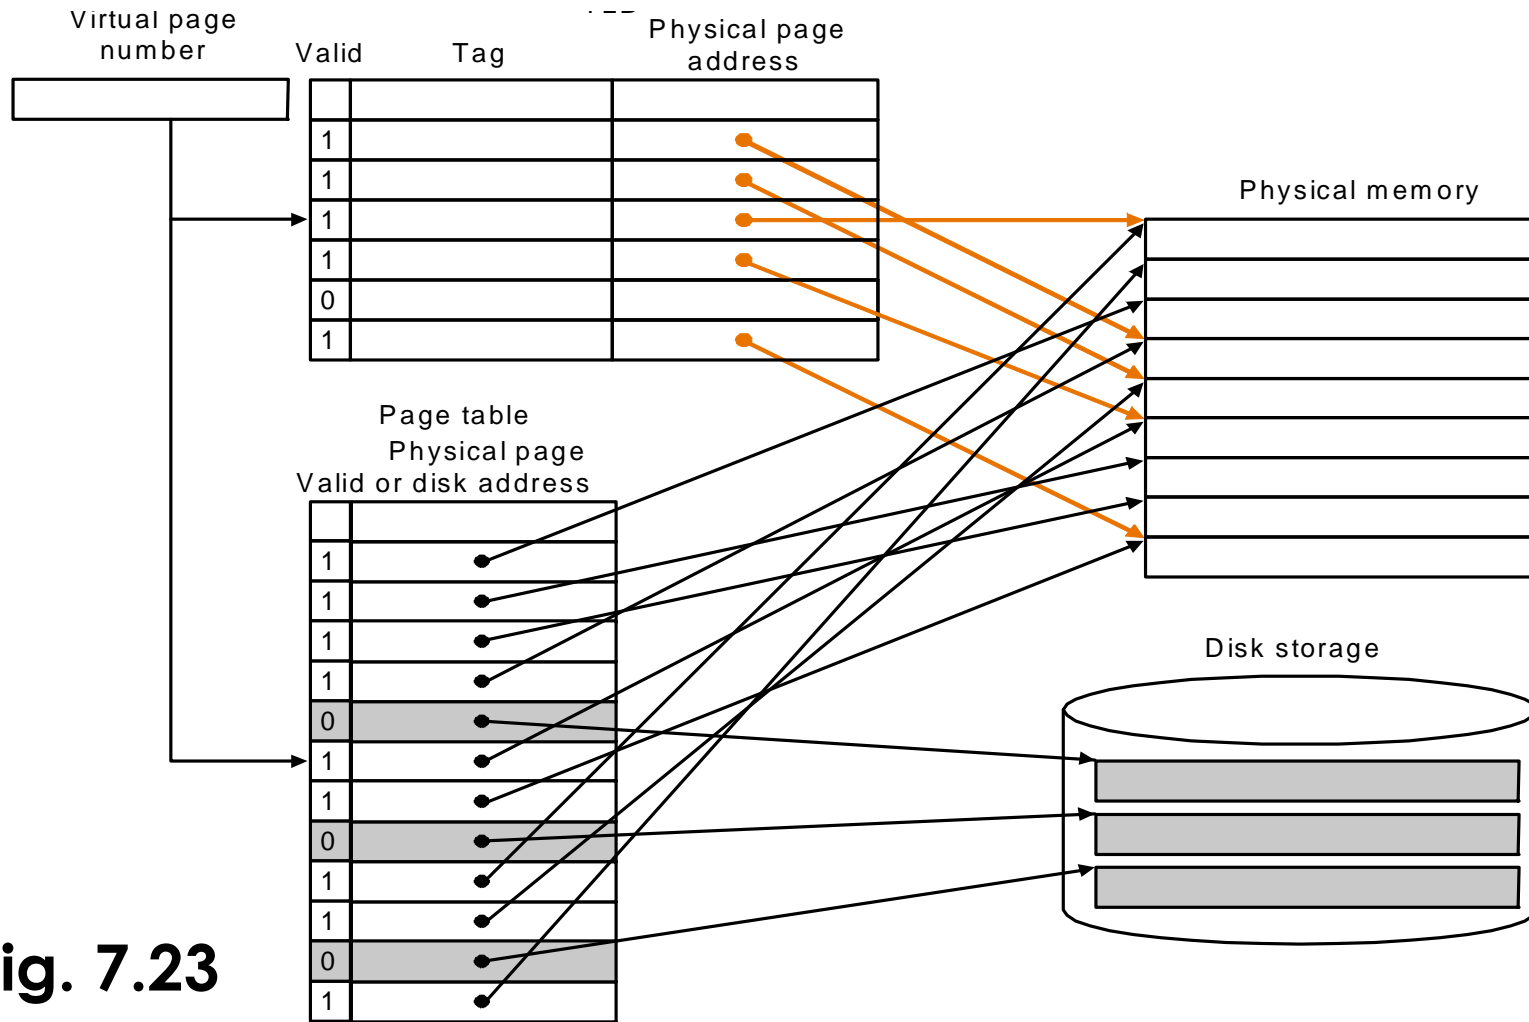 Virtual page
number
Valid
Tag
Physical page
address
1
1
1
1
0
1
Physical memory
Page table
Physical page
Valid or disk address
1
1
1
1
0
1
1
0
1
1
0
1
Disk storage
ig. 7.23